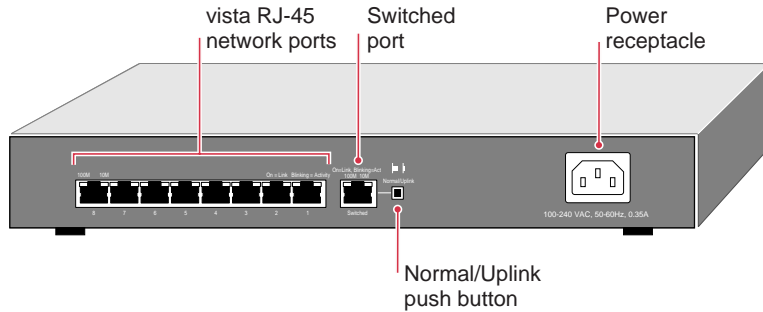 vista RJ-45
network ports
Switched
port
Power
receptacle
100M 10M
On = Link Blinking = Activity
On=Link, Blinking=Act
100M 10M
Normal/Uplink
8 7 6 5 4 3 2 1
Switched
100-240 VAC, 50-60Hz, 0.35A
Normal/Uplink
push button